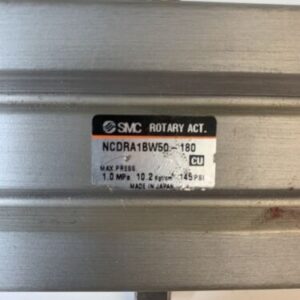 SMC ROTARY ACT.
NCDRA1BW50-180
CU
MAX PRESS.
1.0 MPa 10.2 kgf/cm² 145 PSI
MADE IN JAPAN